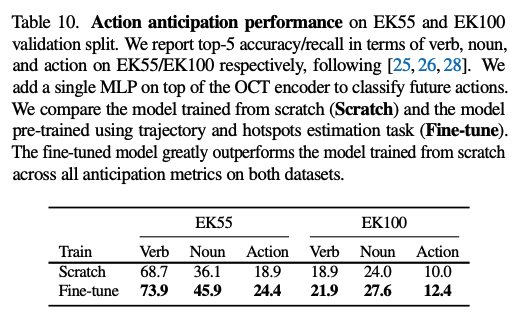 Table 10. Action anticipation performance on EK55 and EK100
validation split. We report top-5 accuracy/recall in terms of verb, noun,
and action on EK55/EK100 respectively, following [25,26,28]. We
add a single MLP on top of the OCT encoder to classify future actions.
We compare the model trained from scratch (Scratch) and the model
pre-trained using trajectory and hotspots estimation task (Fine-tune).
The fine-tuned model greatly outperforms the model trained from scratch
across all anticipation metrics on both datasets.
EK55 EK100
Train Verb Noun Action Verb Noun Action
Scratch 68.7 36.1 18.9 18.9 24.0 10.0
Fine-tune 73.9 45.9 24.4 21.9 27.6 12.4